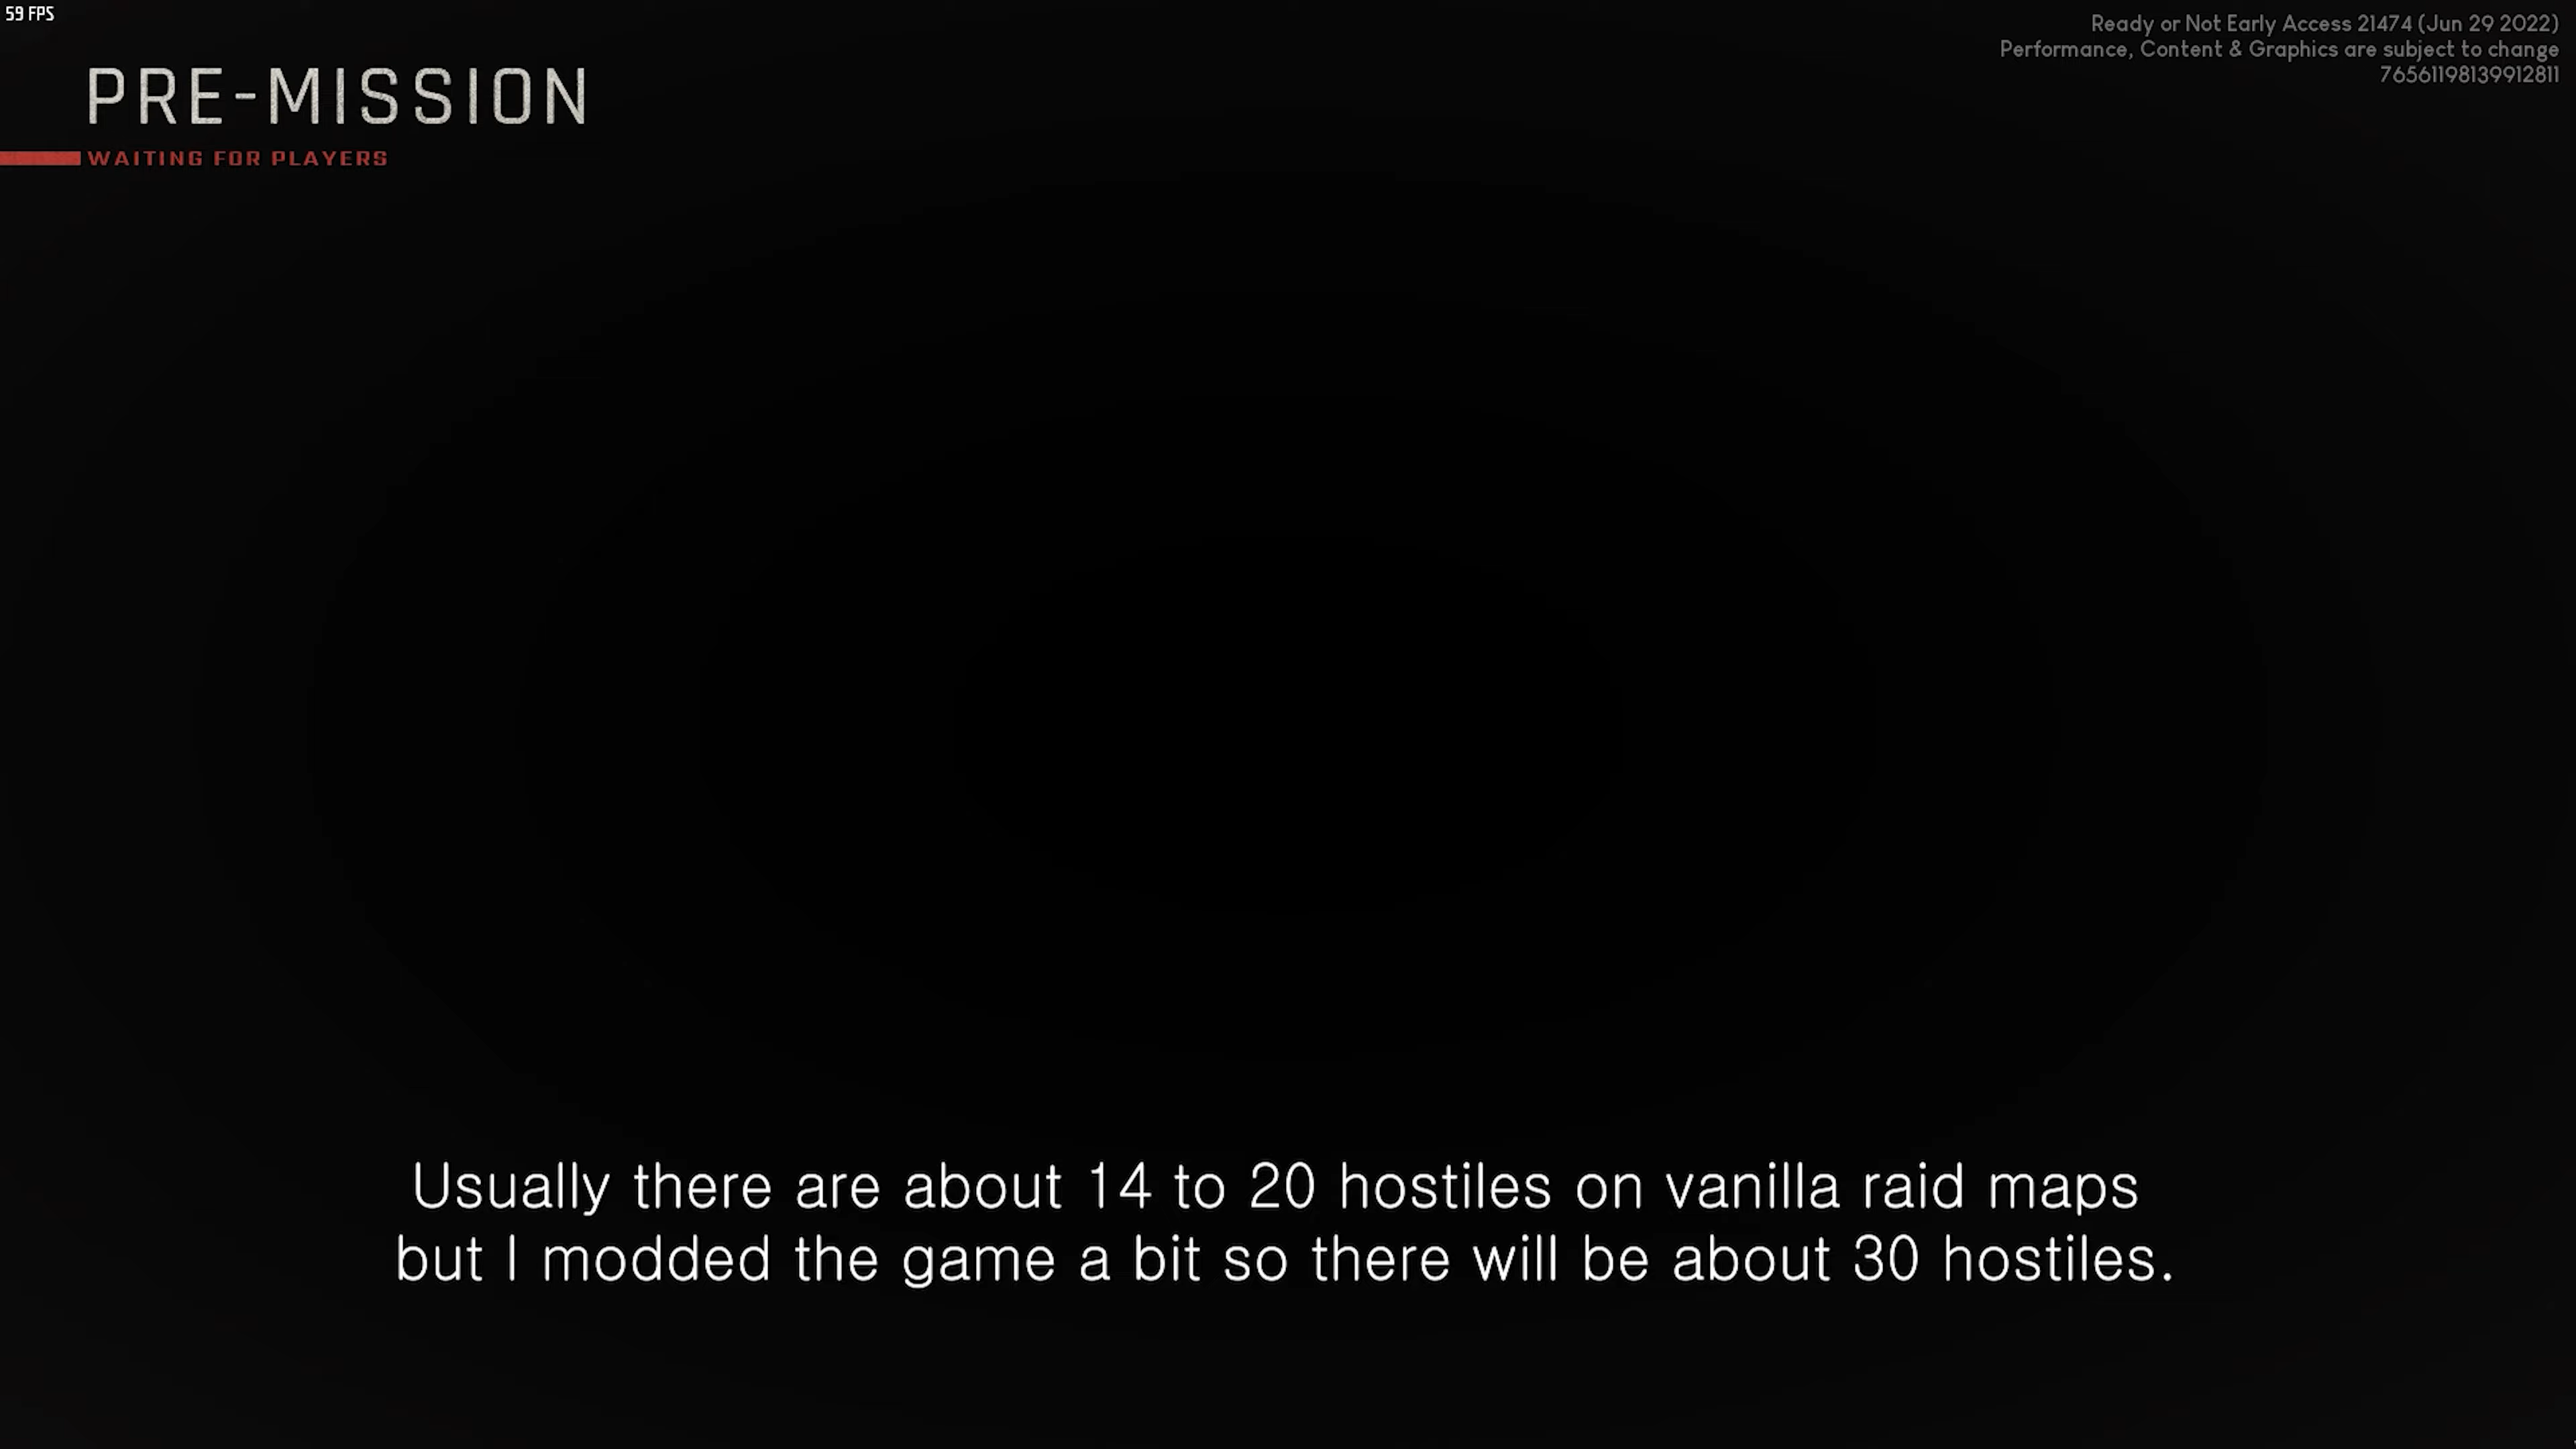 59 FPS
Ready or Not Early Access 21474 (Jun 29 2022)
Performance, Content & Graphics are subject to change
76561198139912811
PRE-MISSION
WAITING FOR PLAYERS
Usually there are about 14 to 20 hostiles on vanilla raid maps
but I modded the game a bit so there will be about 30 hostiles.